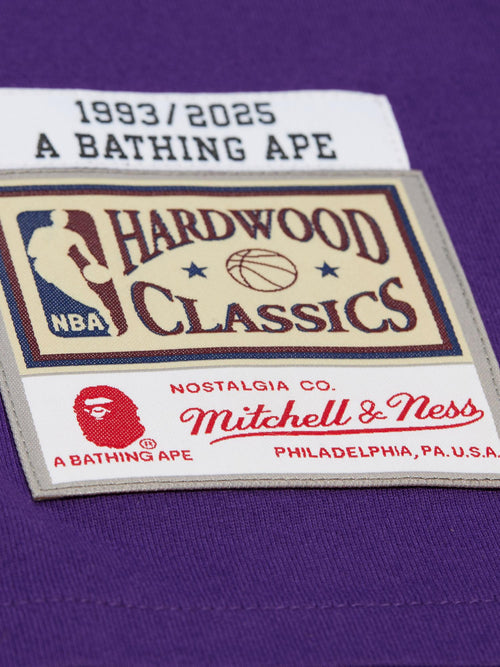 1993/2025
A BATHING APE
HARDWOOD
CLASSICS
NBA
NOSTALGIA CO.
Mitchell & Ness
®
A BATHING APE
PHILADELPHIA, PA. U.S.A.